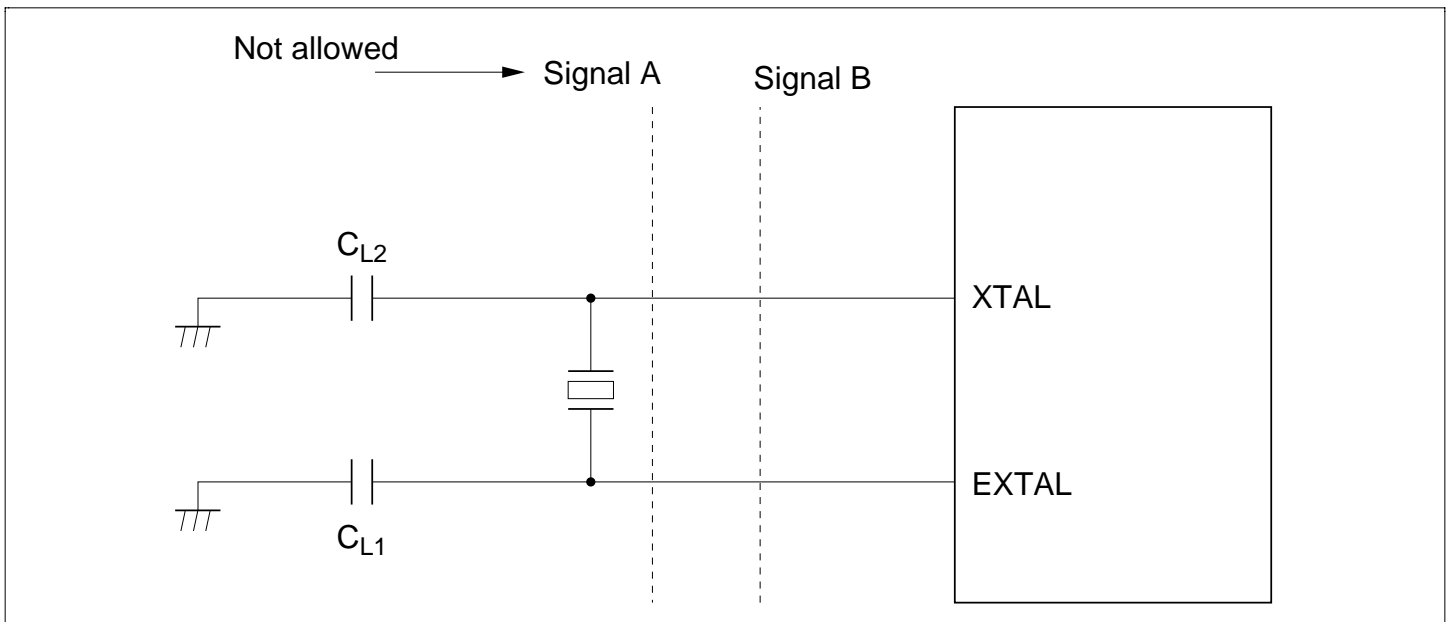 Not allowed
Signal A
Signal B
CL2
XTAL
EXTAL
CL1